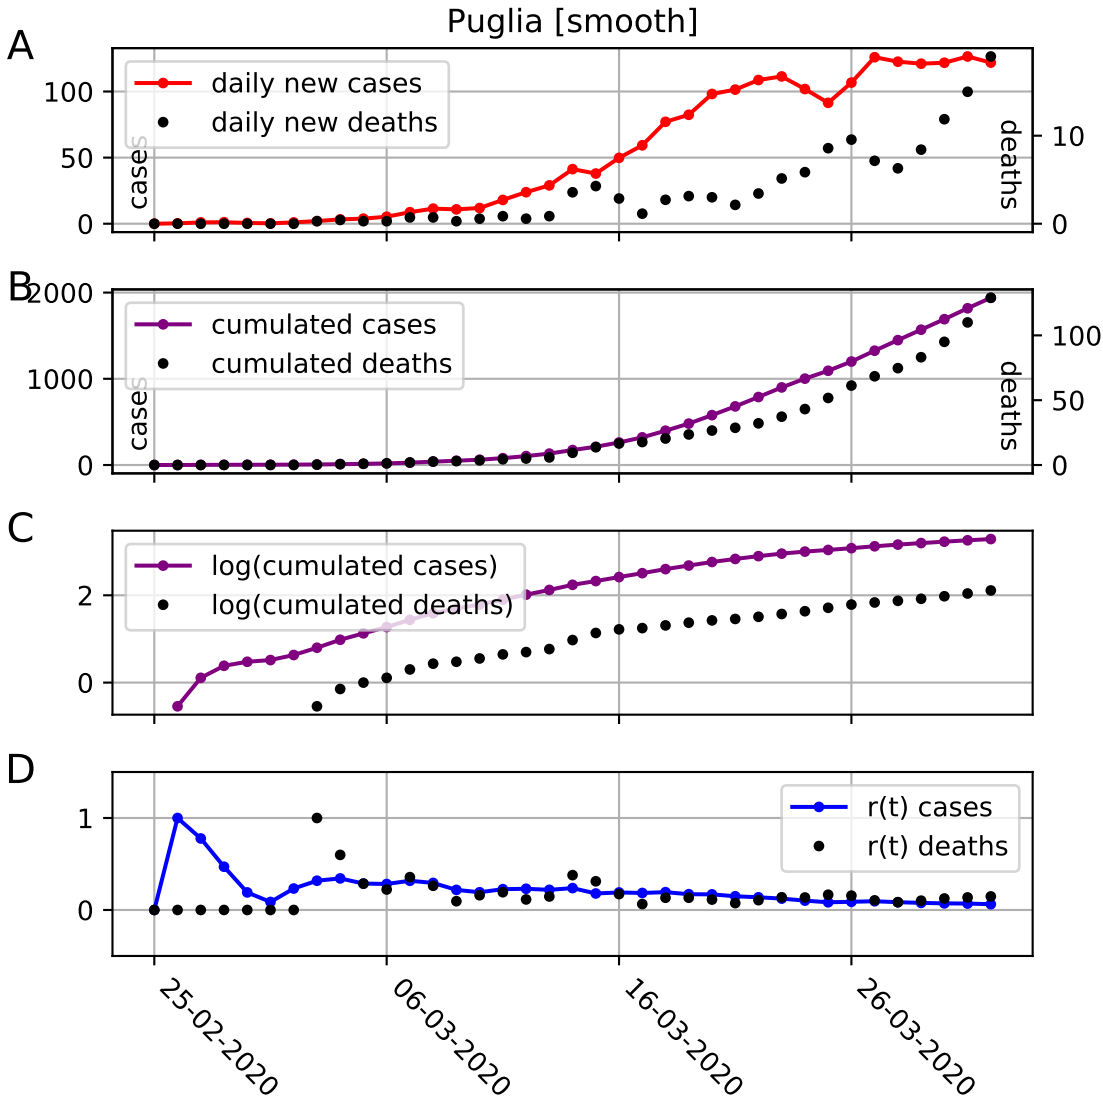 Puglia [smooth]
A
daily new cases
daily new deaths
100
50
0
cases
10
0
deaths
B
cumulated cases
cumulated deaths
2000
1000
0
cases
100
50
0
deaths
C
log(cumulated cases)
log(cumulated deaths)
2
0
D
r(t) cases
r(t) deaths
1
0
25-02-2020
06-03-2020
16-03-2020
26-03-2020